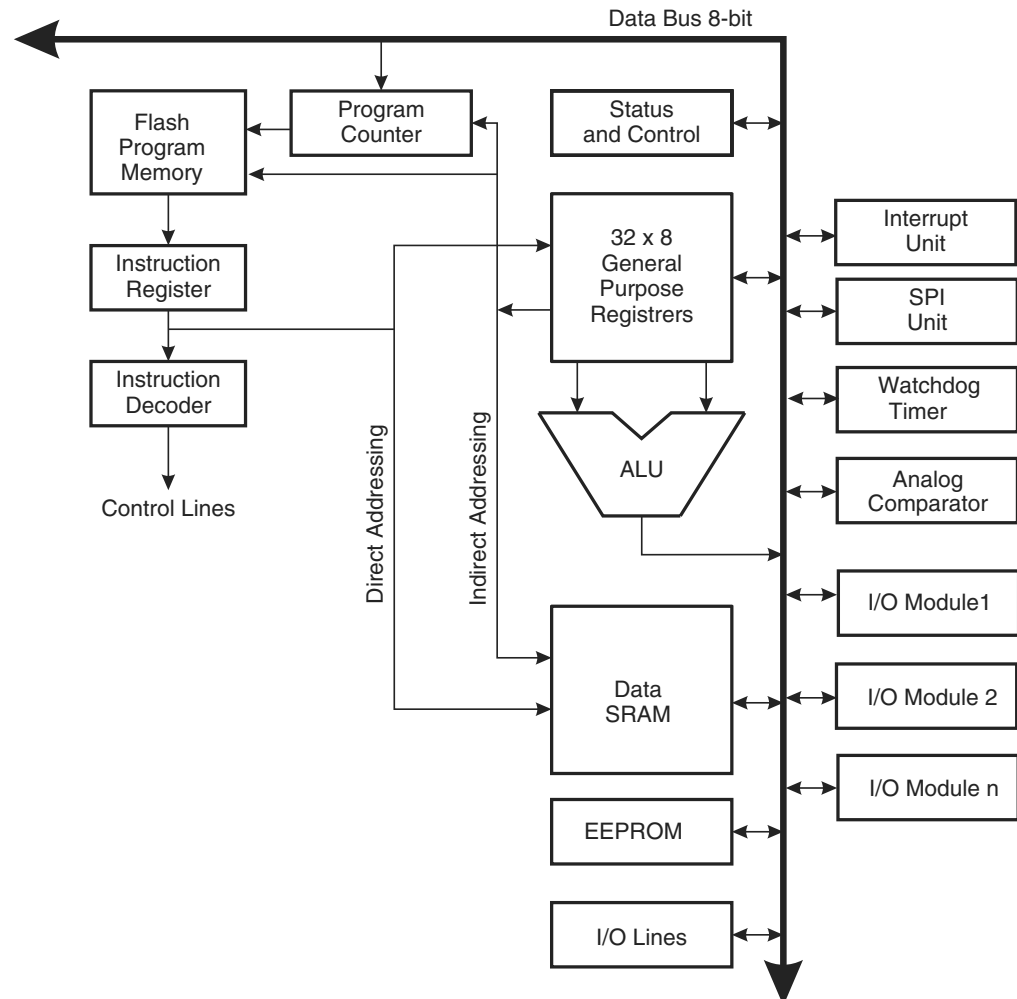 Data Bus 8-bit
Flash
Program
Memory
Program
Counter
Status
and Control
Instruction
Register
32 x 8
General
Purpose
Registrers
Interrupt
Unit
SPI
Unit
Instruction
Decoder
Watchdog
Timer
Control Lines
Direct Addressing
Indirect Addressing
ALU
Analog
Comparator
I/O Module1
Data
SRAM
I/O Module 2
I/O Module n
EEPROM
I/O Lines